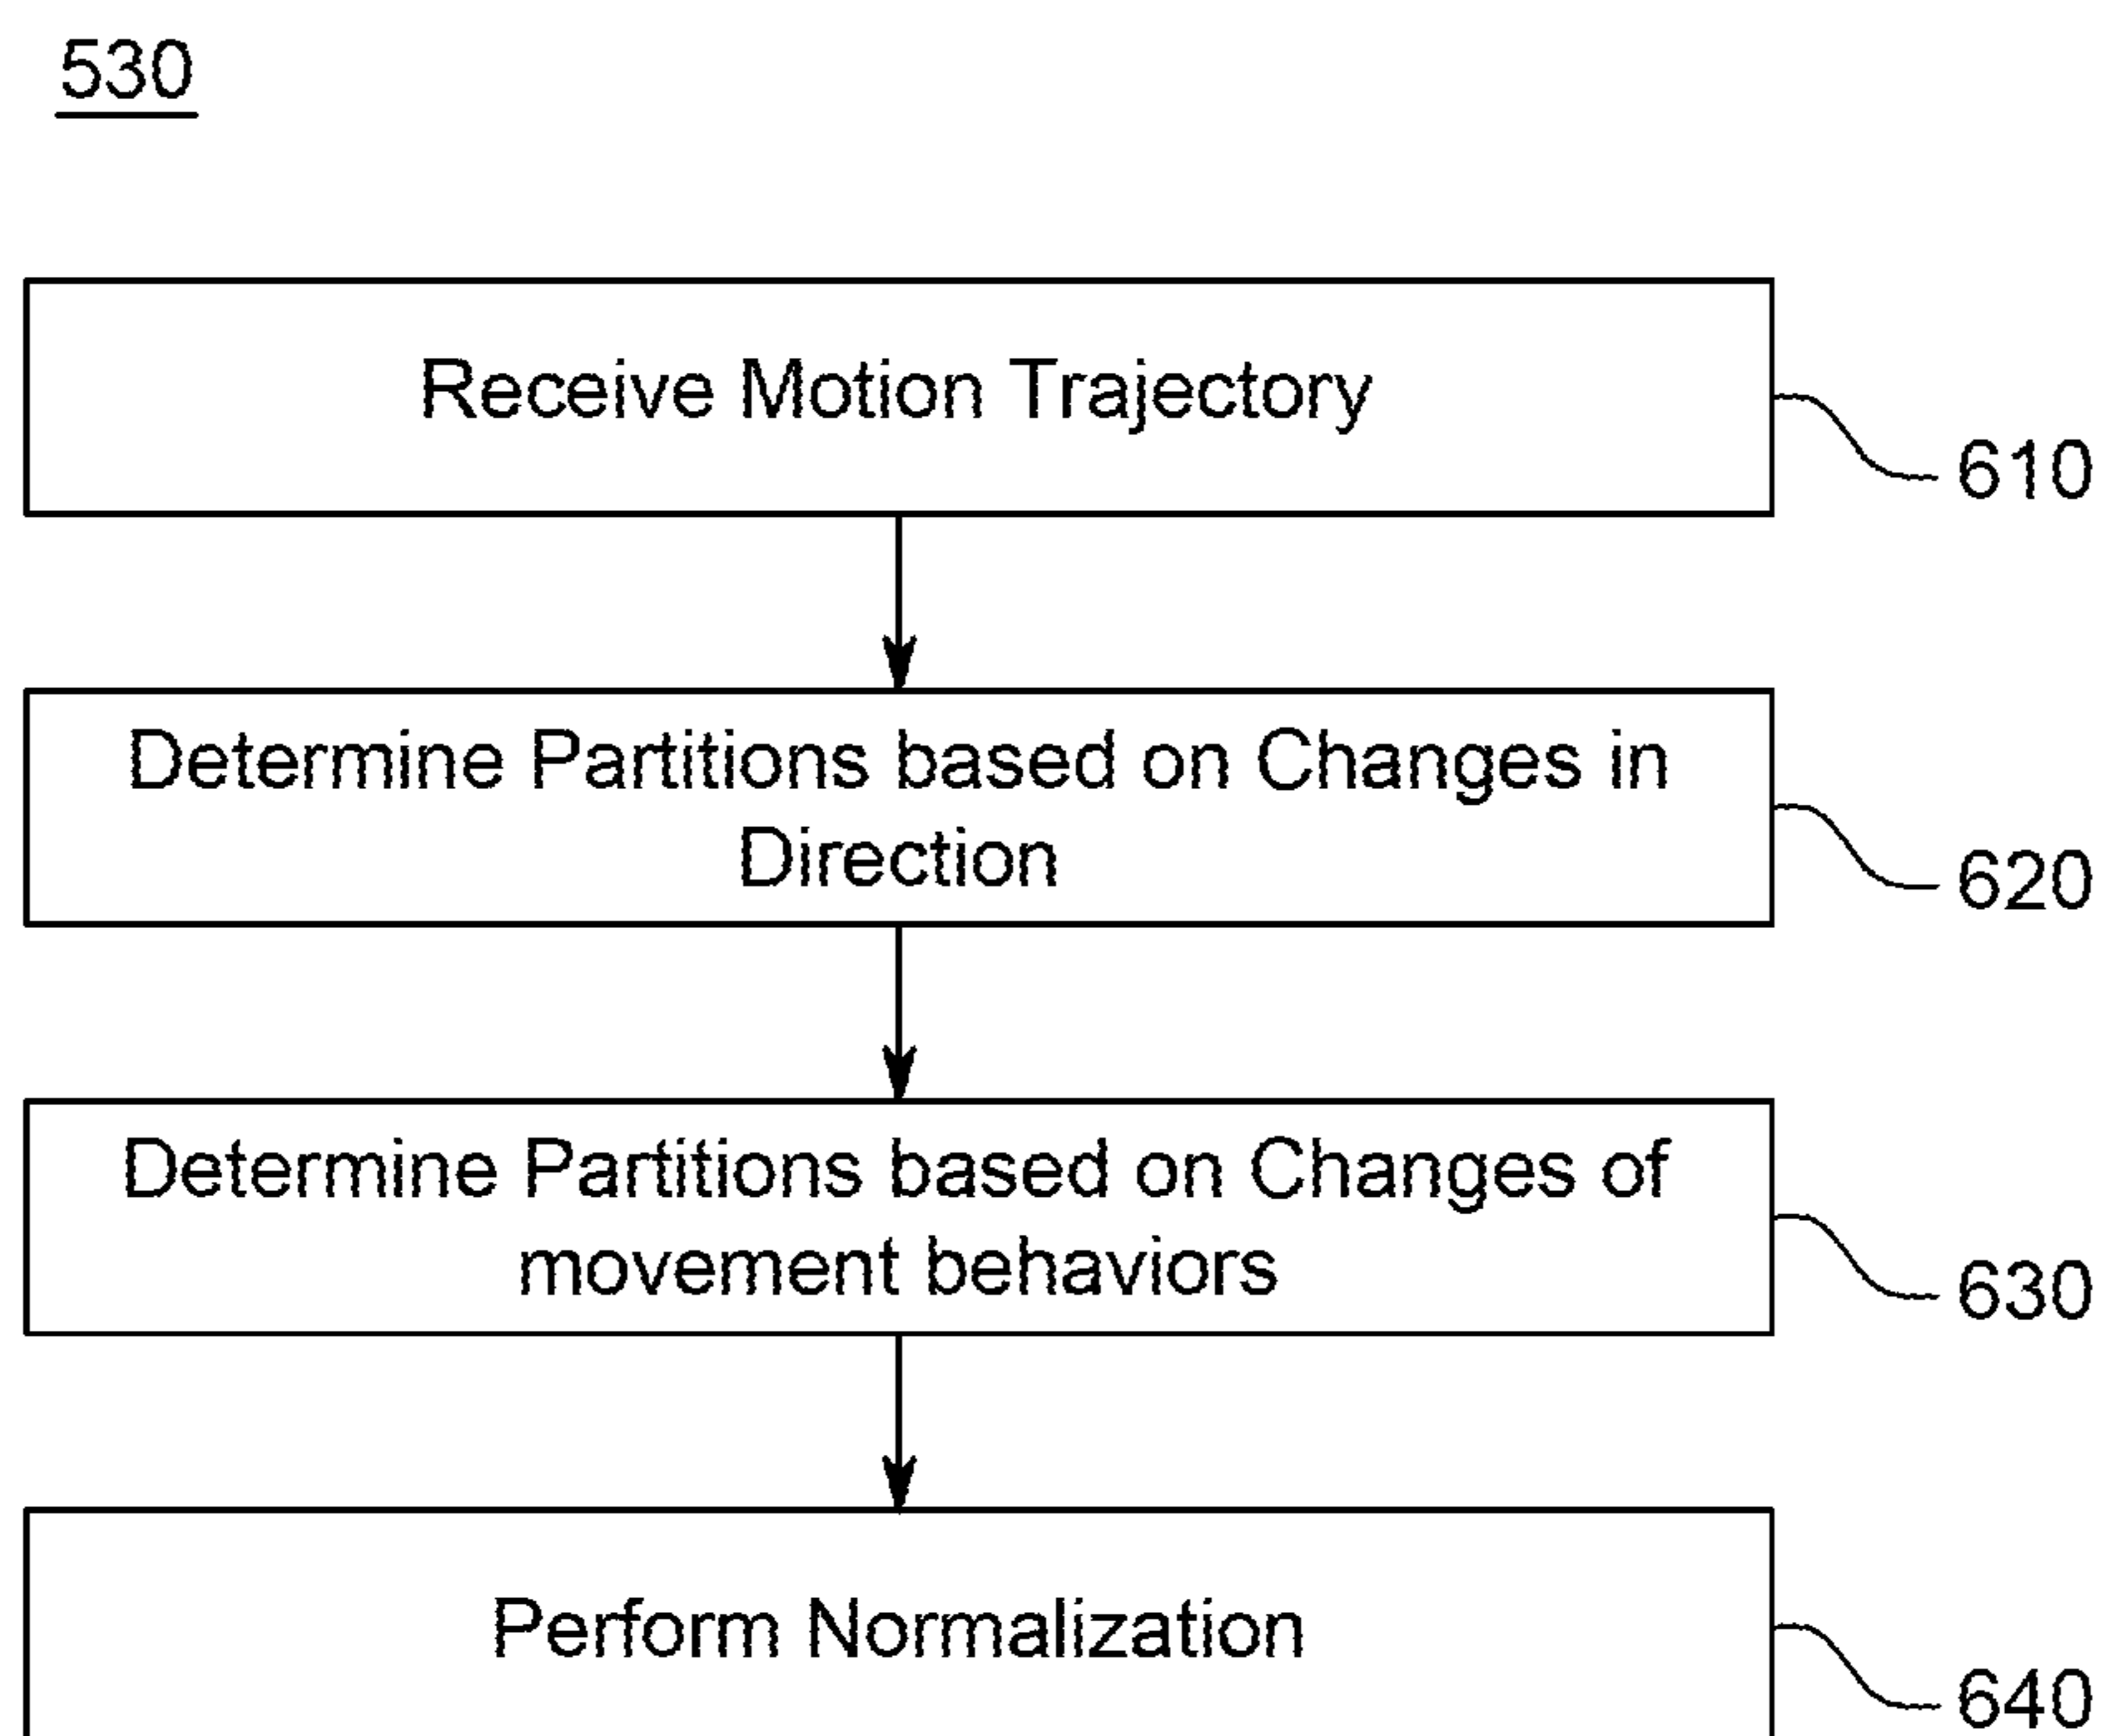 530
Receive Motion Trajectory
610
Determine Partitions based on Changes in
Direction
620
Determine Partitions based on Changes of
movement behaviors
630
Perform Normalization
640